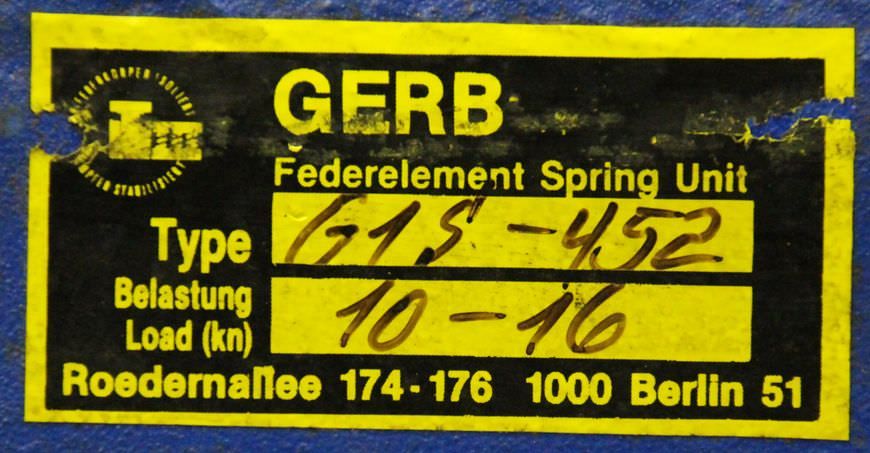 GERB
Federelement Spring Unit
Type G1S-452
Belastung
Load (kn) 10-16
Roedernallee 174-176 1000 Berlin 51